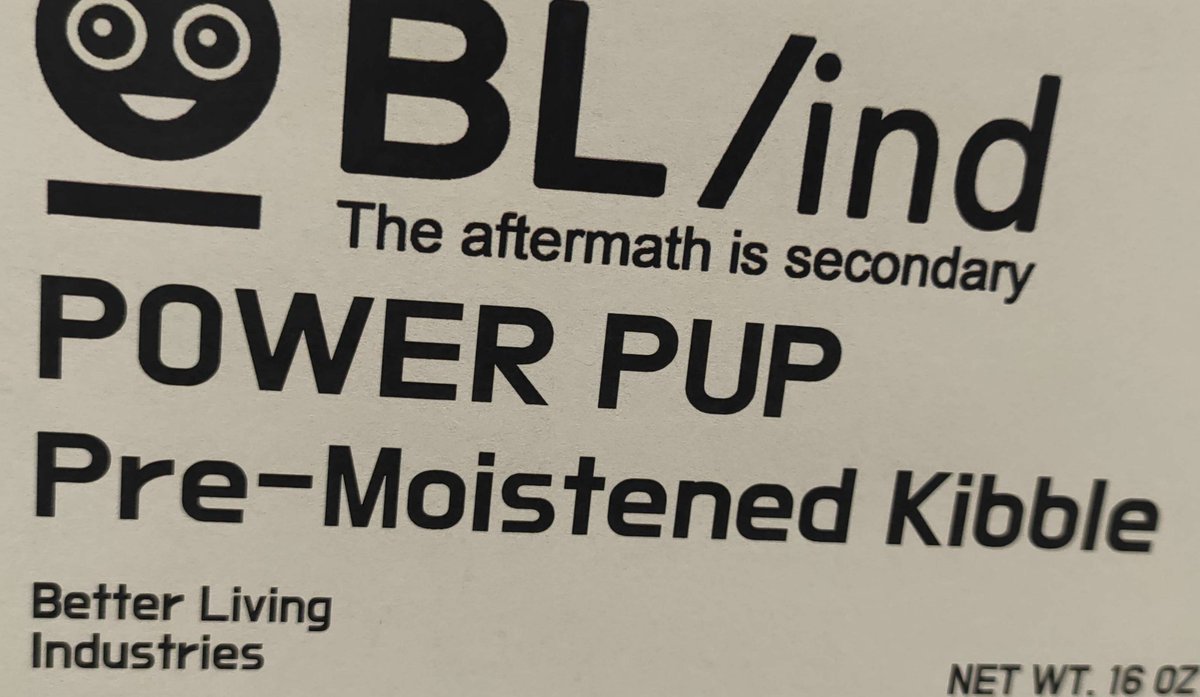 BL/ind
The aftermath is secondary
POWER PUP
Pre-Moistened Kibble
Better Living
Industries
NET WT. 16 OZ